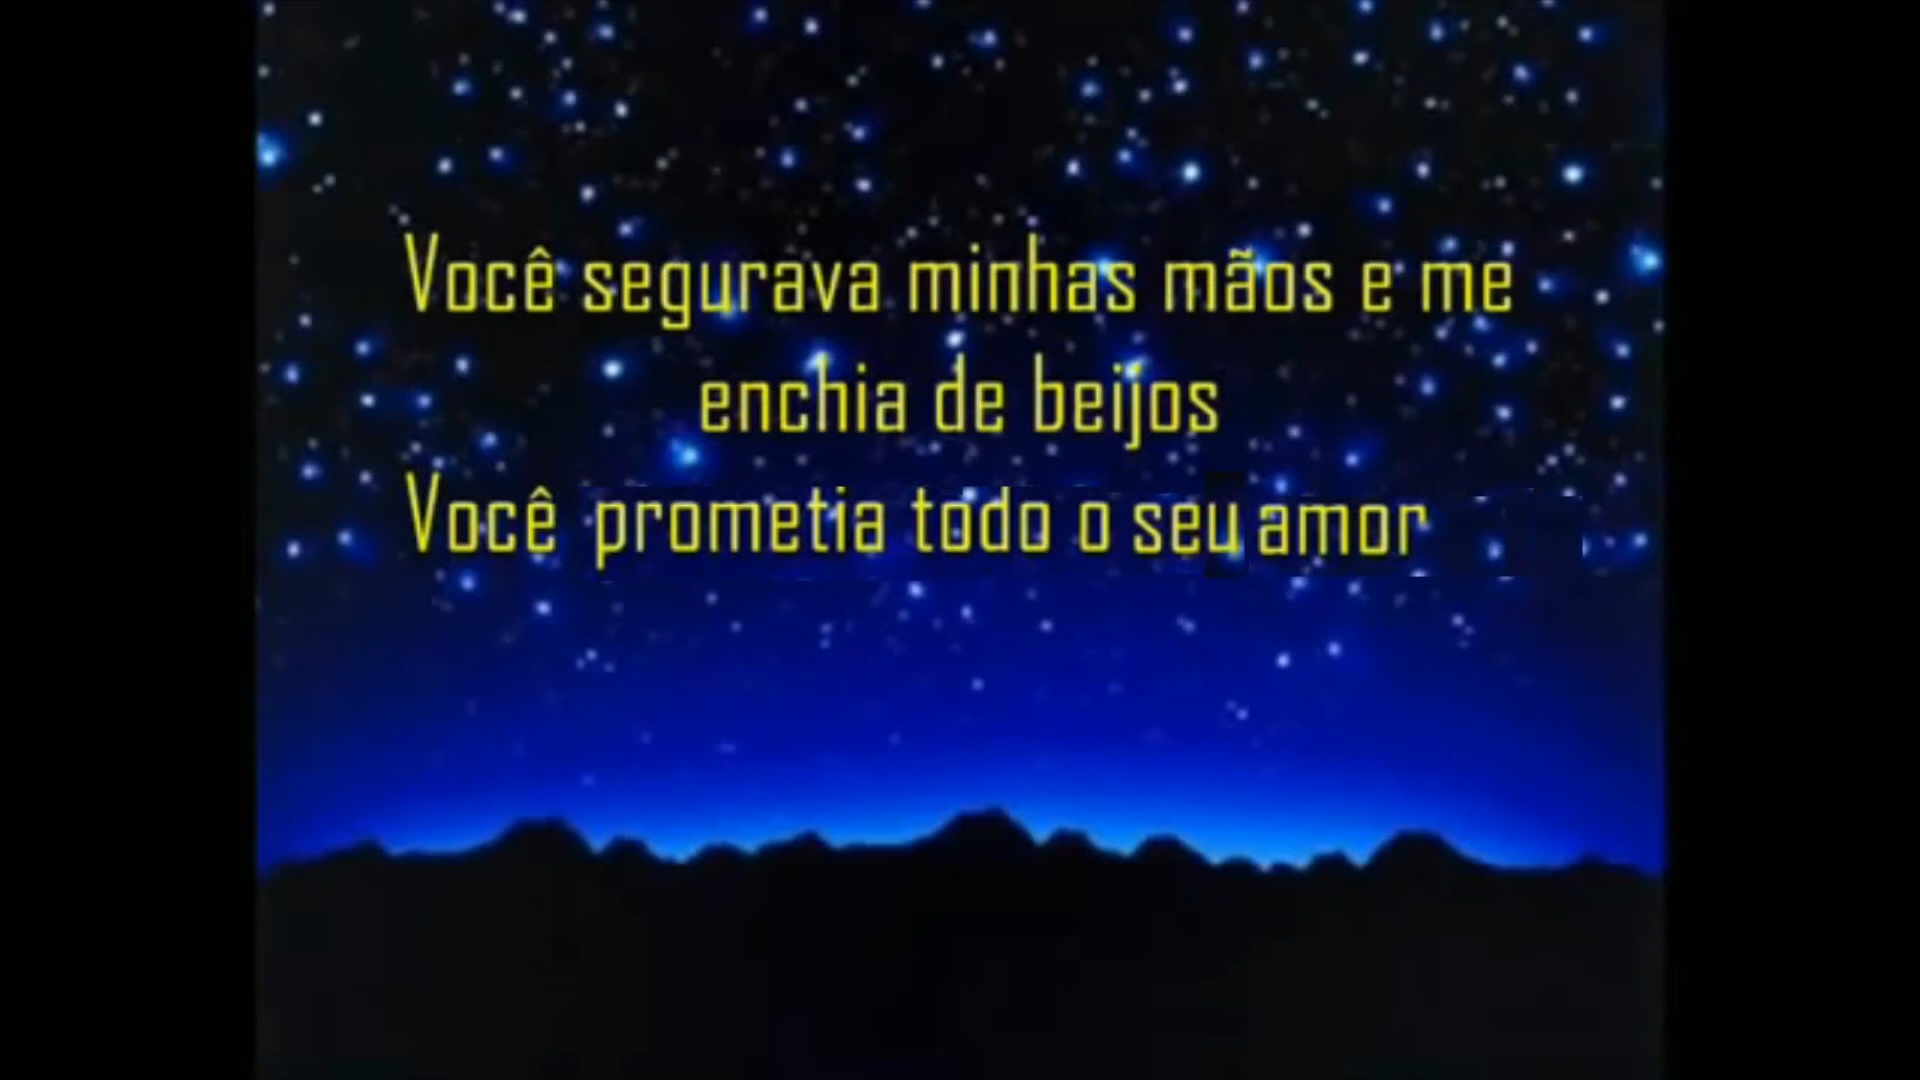 Você segurava minhas mãos e me
enchia de beijos
Você prometia todo o seu amor